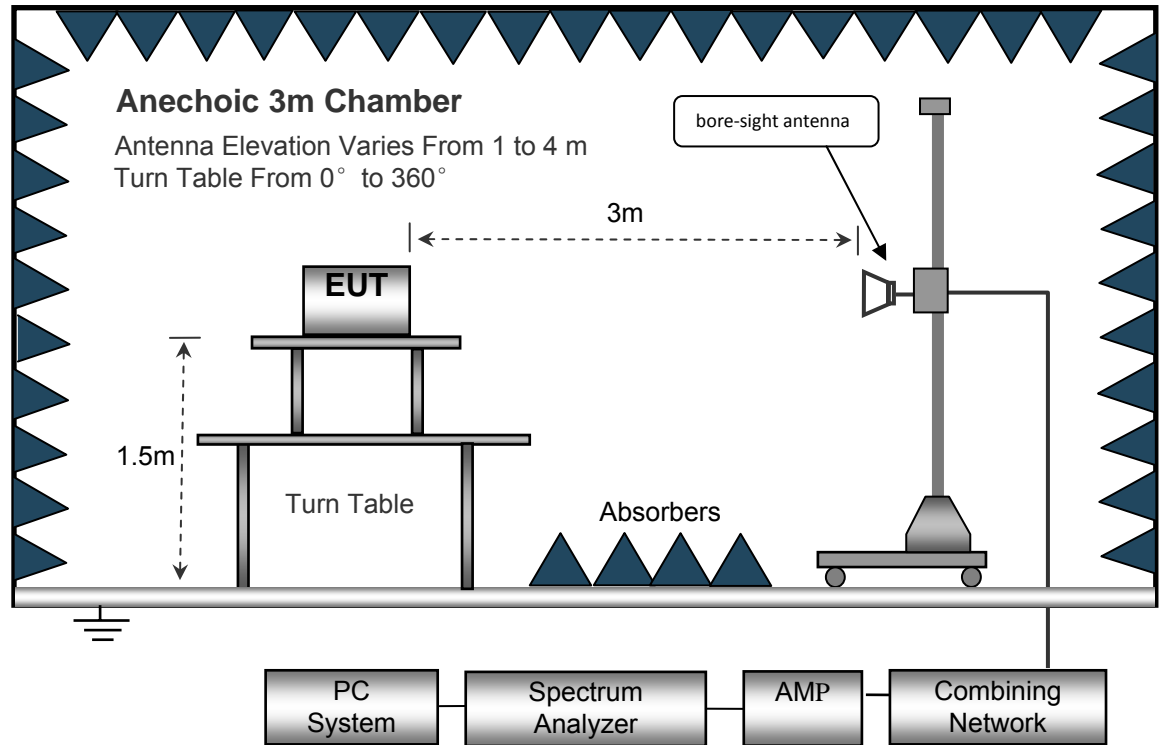 Anechoic 3m Chamber
Antenna Elevation Varies From 1 to 4 m
Turn Table From 0° to 360°
bore-sight antenna
3m
EUT
1.5m
Turn Table
Absorbers
PC
System
Spectrum
Analyzer
AMP
Combining
Network